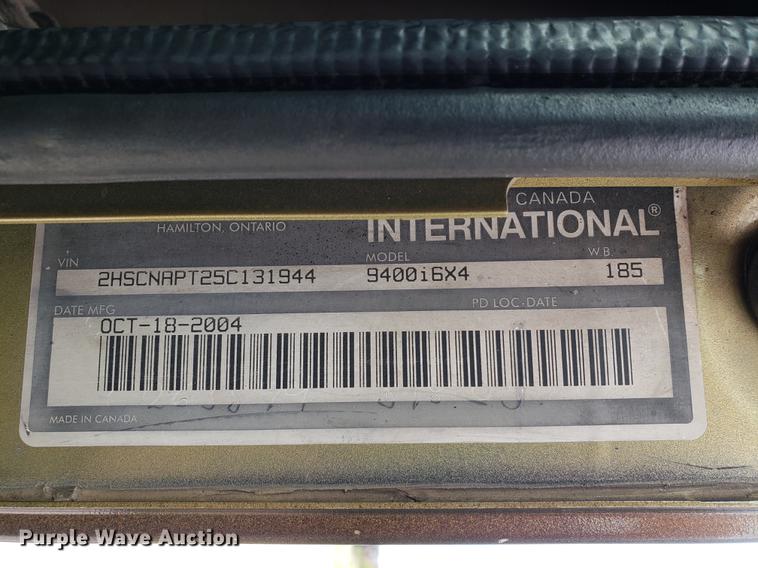 CANADA
HAMILTON, ONTARIO
INTERNATIONAL®
VIN MODEL W.B.
2HSCNAPT25C131944 9400i6X4 185
DATE MFG PD LOC-DATE
OCT-18-2004
MADE IN CANADA
Purple Wave Auction